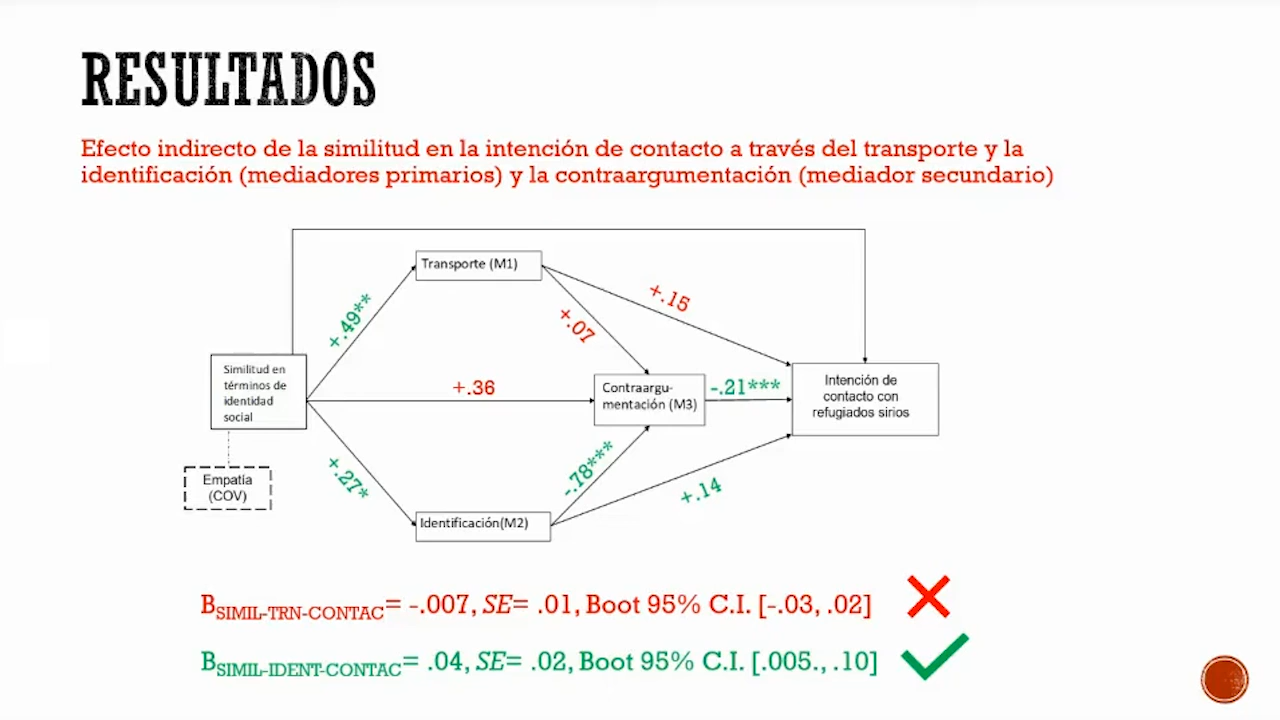 RESULTADOS
Efecto indirecto de la similitud en la intención de contacto a través del transporte y la
identificación (mediadores primarios) y la contraargumentación (mediador secundario)
Transporte (M1)
+.49**
+.15
+.07
Similitud en
términos de
identidad
social
+.36
Contraargu-
mentación (M3)
-.21***
Intención de
contacto con
refugiados sirios
Empatía
(COV)
+.27*
-.78***
+.14
Identificación(M2)
BSIMIL-TRN-CONTAC= -.007, SE= .01, Boot 95% C.I. [-.03, .02]
BSIMIL-IDENT-CONTAC= .04, SE= .02, Boot 95% C.I. [.005., .10]